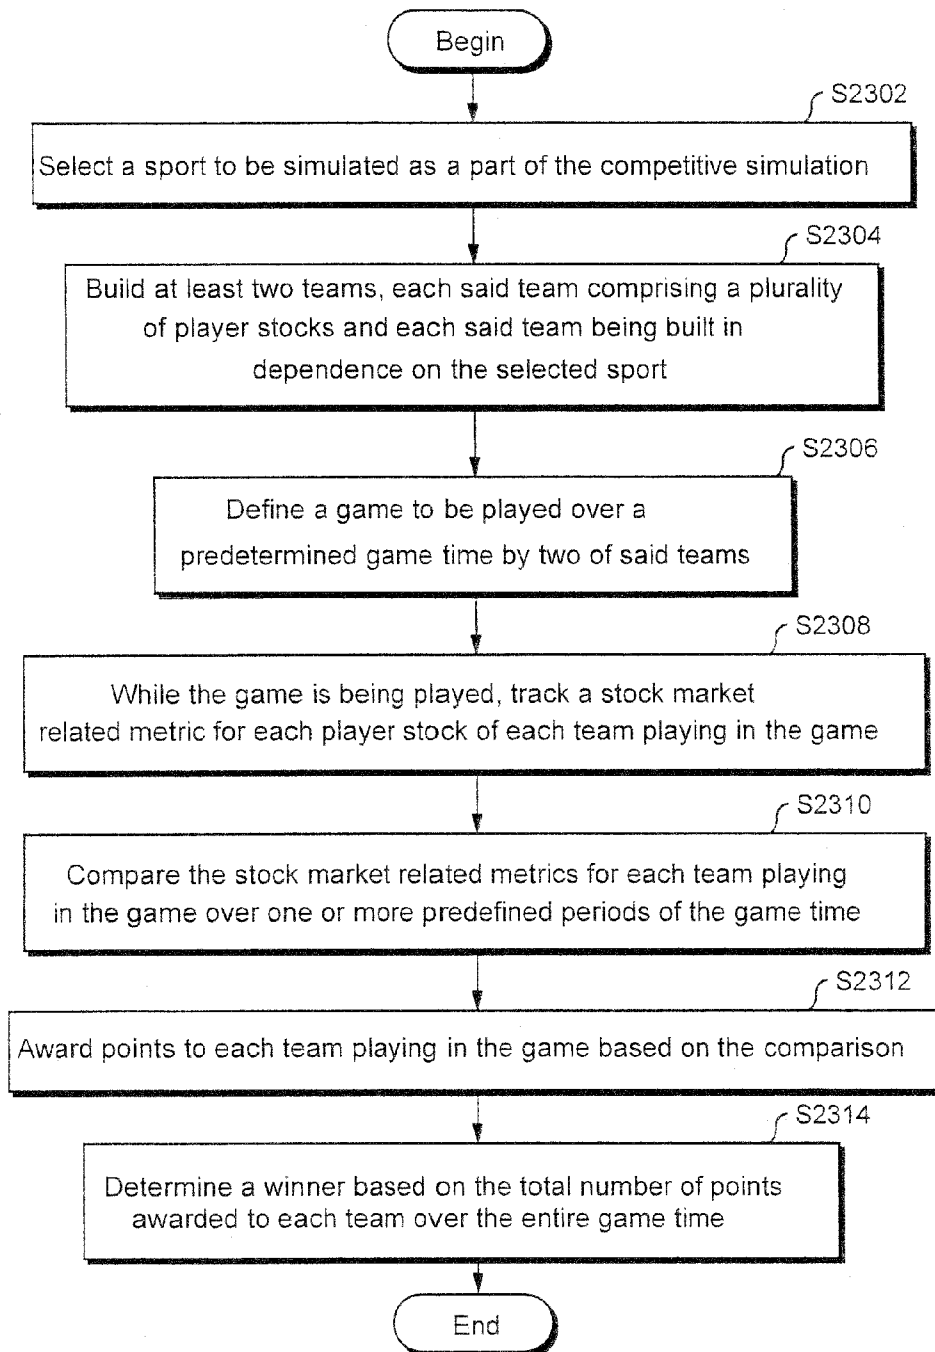 Begin
S2302
Select a sport to be simulated as a part of the competitive simulation
S2304
Build at least two teams, each said team comprising a plurality
of player stocks and each said team being built in
dependence on the selected sport
S2306
Define a game to be played over a
predetermined game time by two of said teams
S2308
While the game is being played, track a stock market
related metric for each player stock of each team playing in the game
S2310
Compare the stock market related metrics for each team playing
in the game over one or more predefined periods of the game time
S2312
Award points to each team playing in the game based on the comparison
S2314
Determine a winner based on the total number of points
awarded to each team over the entire game time
End